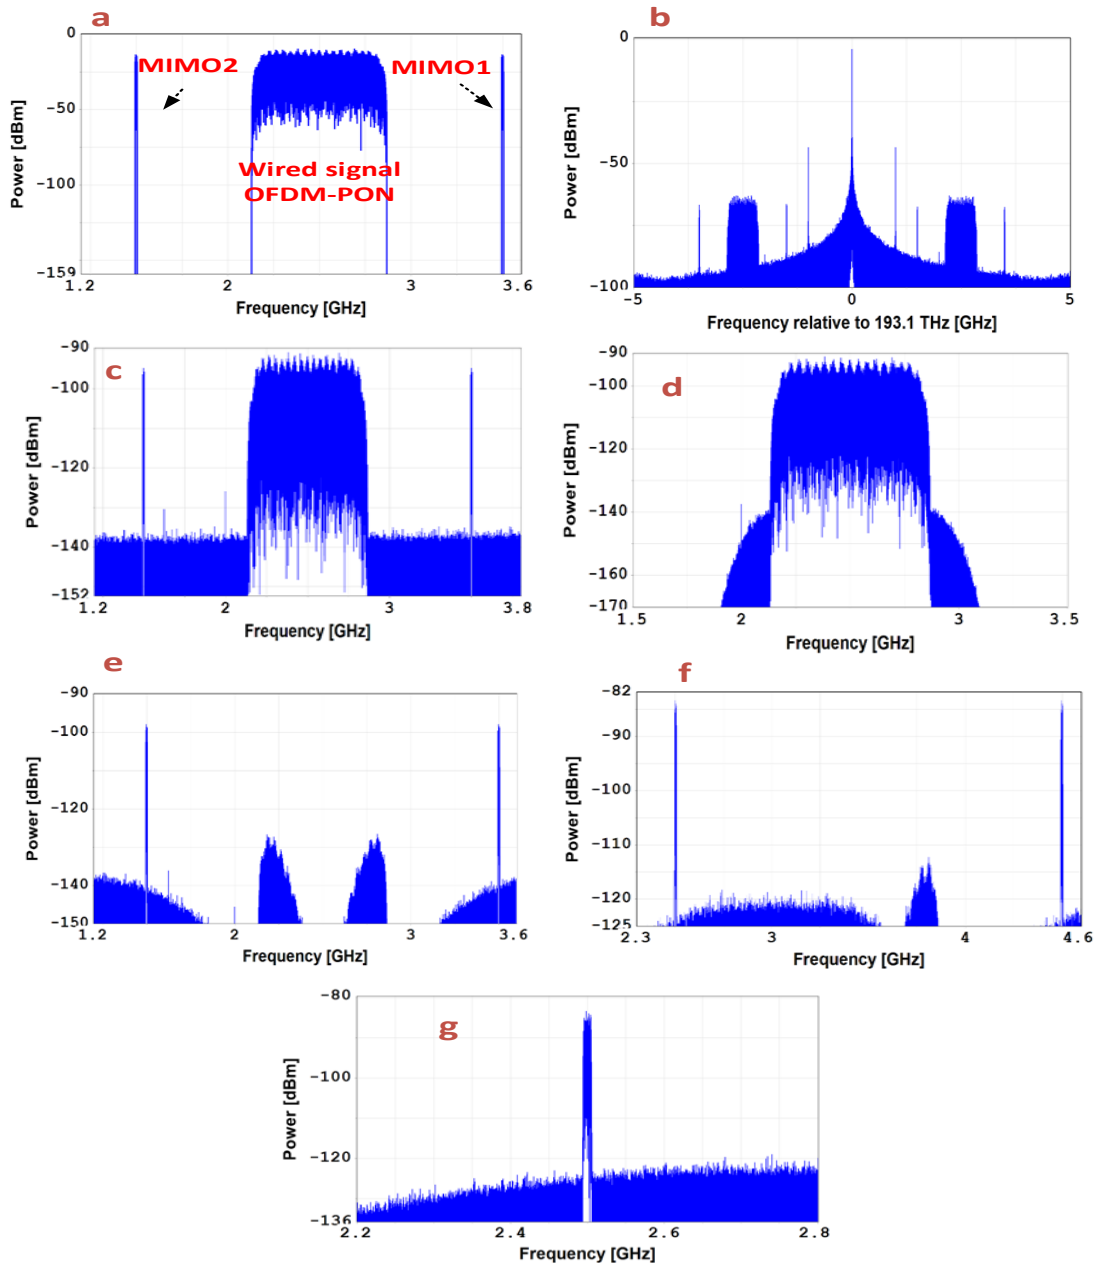 a
0
−50
−100
−159
Power [dBm]
MIMO2
MIMO1
Wired signal
OFDM-PON
1.2
2
3
3.6
Frequency [GHz]
b
0
−50
−100
Power [dBm]
−5
0
5
Frequency relative to 193.1 THz [GHz]
c
−90
−100
−120
−140
−152
Power [dBm]
1.2
2
3
3.8
Frequency [GHz]
d
−90
−100
−120
−140
−160
−170
Power [dBm]
1.5
2
3
3.5
Frequency [GHz]
e
−90
−100
−120
−140
−150
Power [dBm]
1.2
2
3
3.6
Frequency [GHz]
f
−82
−90
−100
−110
−120
−125
Power [dBm]
2.3
3
4
4.6
Frequency [GHz]
g
−80
−100
−120
−136
Power [dBm]
2.2
2.4
2.6
2.8
Frequency [GHz]